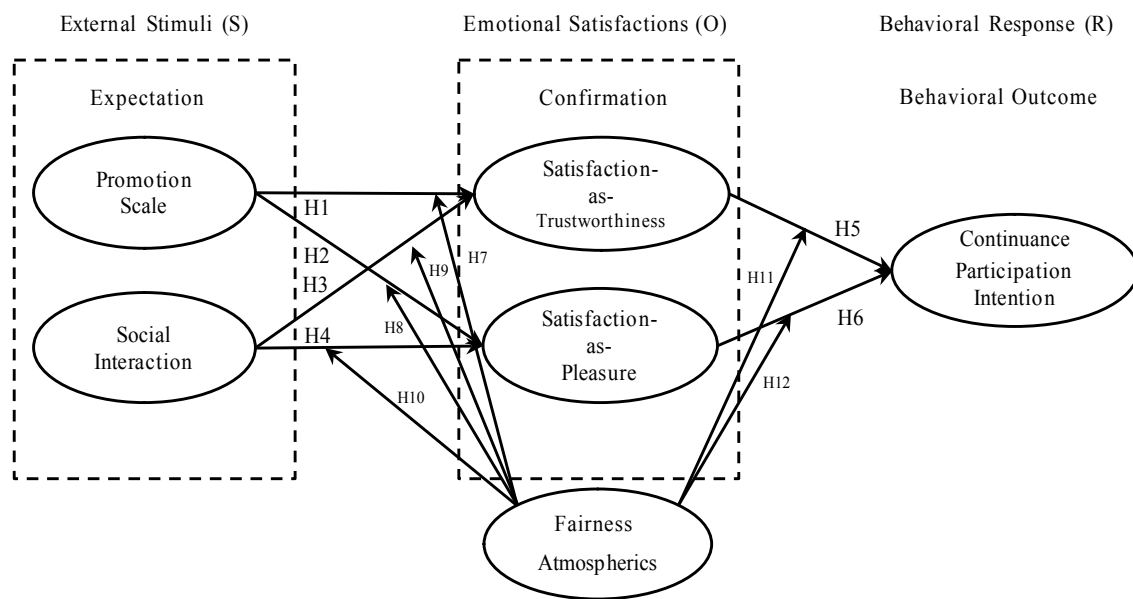 External Stimuli (S)
Emotional Satisfactions (O)
Behavioral Response (R)
Expectation
Confirmation
Behavioral Outcome
Promotion
Scale
Satisfaction-
as-
Trustworthiness
H1
H2
H3
H4
H9
H7
H8
H10
H5
H11
H6
H12
Continuance
Participation
Intention
Social
Interaction
Satisfaction-
as-
Pleasure
Fairness
Atmospherics